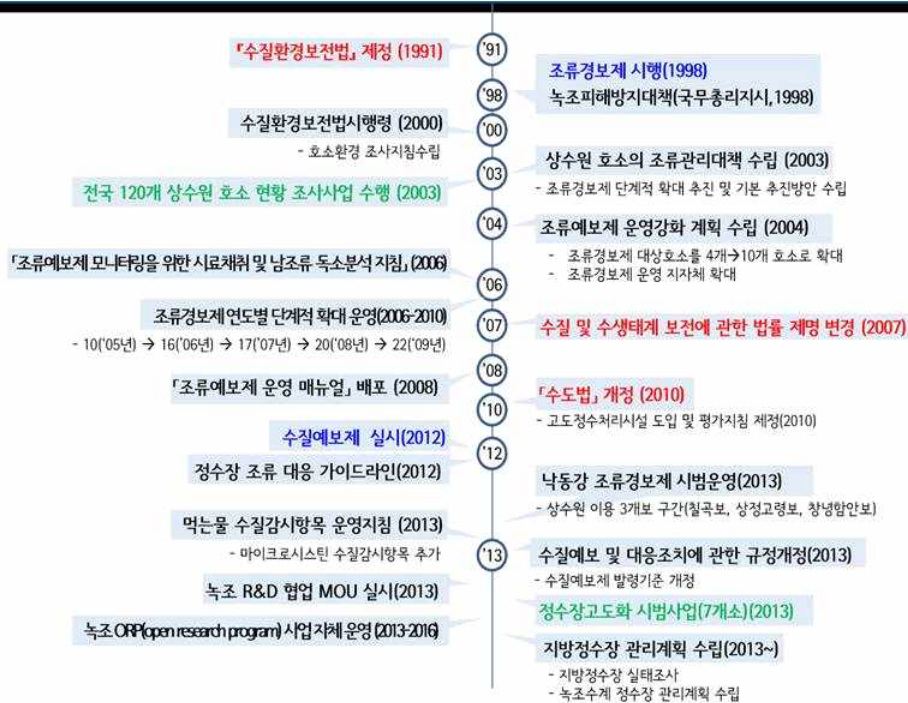 '91
『수질환경보전법』 제정 (1991)
조류경보제 시행(1998)
'98
녹조피해방지대책(국무총리지시,1998)
수질환경보전법시행령 (2000)
'00
- 호소환경 조사지침수립
상수원 호소의 조류관리대책 수립 (2003)
'03
- 조류경보제 단계적 확대 추진 및 기본 추진방안 수립
전국 120개 상수원 호소 현황 조사사업 수행 (2003)
'04
조류예보제 운영강화 계획 수립 (2004)
- 조류경보제 대상호소를 4개→10개 호소로 확대
- 조류경보제 운영 지자체 확대
「조류예보제 모니터링을 위한 시료채취 및 남조류 독소분석 지침」(2006)
'06
조류경보제 연도별 단계적 확대 운영(2006-2010)
- 10('05년) → 16('06년) → 17('07년) → 20('08년) → 22('09년)
'07
수질 및 수생태계 보전에 관한 법률 제명 변경 (2007)
'08
「조류예보제 운영 매뉴얼」 배포 (2008)
「수도법」 개정 (2010)
'10
- 고도정수처리시설 도입 및 평가지침 제정(2010)
수질예보제 실시(2012)
'12
정수장 조류 대응 가이드라인(2012)
낙동강 조류경보제 시범운영(2013)
- 상수원 이용 3개보 구간(칠곡보, 상정고령보, 창녕함안보)
먹는물 수질감시항목 운영지침 (2013)
- 마이크로시스틴 수질감시항목 추가
'13
수질예보 및 대응조치에 관한 규정개정(2013)
- 수질예보제 발령기준 개정
녹조 R&D 협업 MOU 실시(2013)
정수장고도화 시범사업(7개소)(2013)
녹조 ORP(open research program) 사업 자체 운영 (2013-2016)
지방정수장 관리계획 수립(2013~)
- 지방정수장 실태조사
- 녹조수계 정수장 관리계획 수립